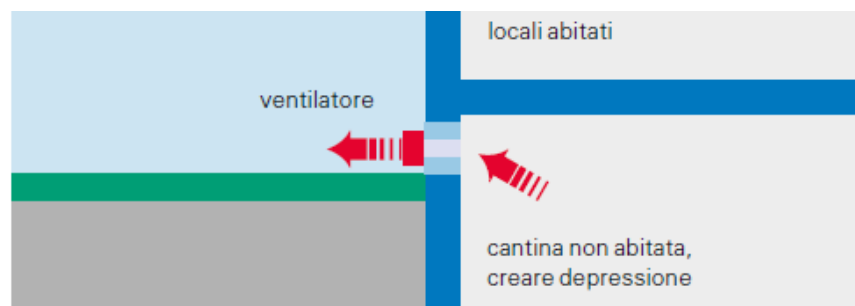 locali abitati
ventilatore
cantina non abitata,
creare depressione